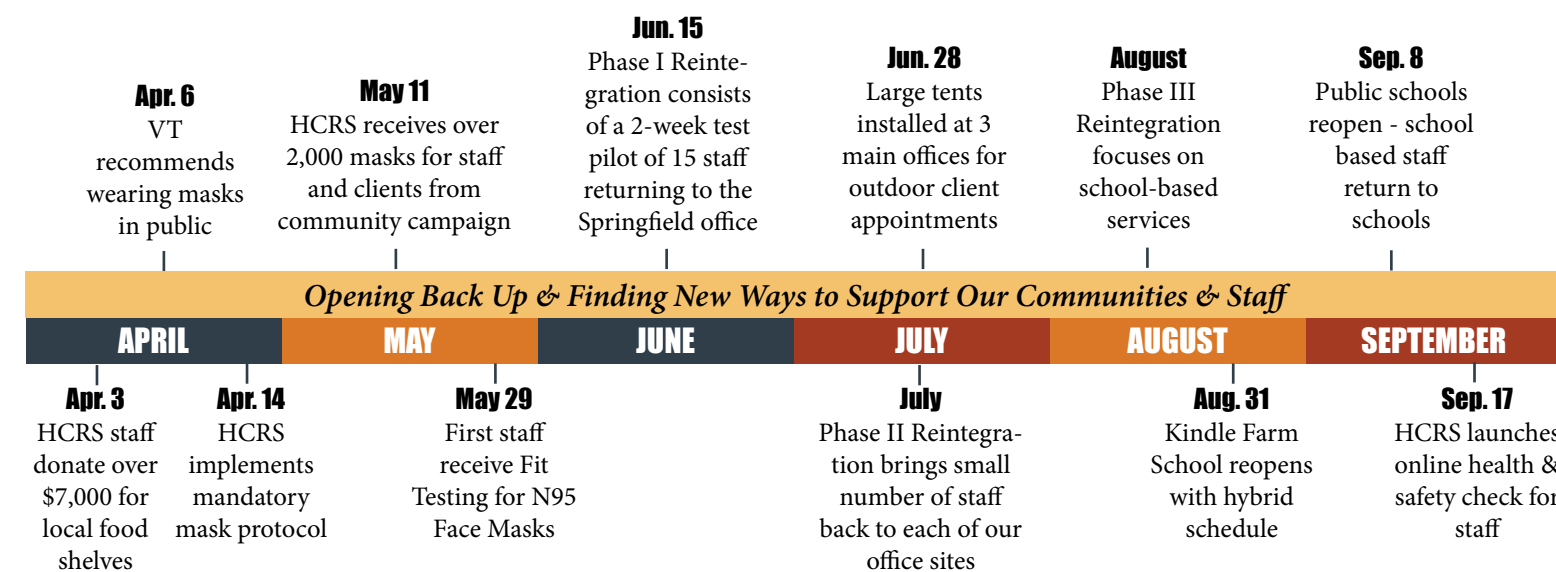 Apr. 6
VT
recommends
wearing masks
in public
May 11
HCRS receives over
2,000 masks for staff
and clients from
community campaign
Jun. 15
Phase I Reinte-
gration consists
of a 2-week test
pilot of 15 staff
returning to the
Springfield office
Jun. 28
Large tents
installed at 3
main offices for
outdoor client
appointments
August
Phase III
Reintegration
focuses on
school-based
services
Sep. 8
Public schools
reopen - school
based staff
return to
schools
Opening Back Up & Finding New Ways to Support Our Communities & Staff
APRIL MAY JUNE JULY AUGUST SEPTEMBER
Apr. 3
HCRS staff
donate over
$7,000 for
local food
shelves
Apr. 14
HCRS
implements
mandatory
mask protocol
May 29
First staff
receive Fit
Testing for N95
Face Masks
July
Phase II Reintegra-
tion brings small
number of staff
back to each of our
office sites
Aug. 31
Kindle Farm
School reopens
with hybrid
schedule
Sep. 17
HCRS launches
online health &
safety check for
staff